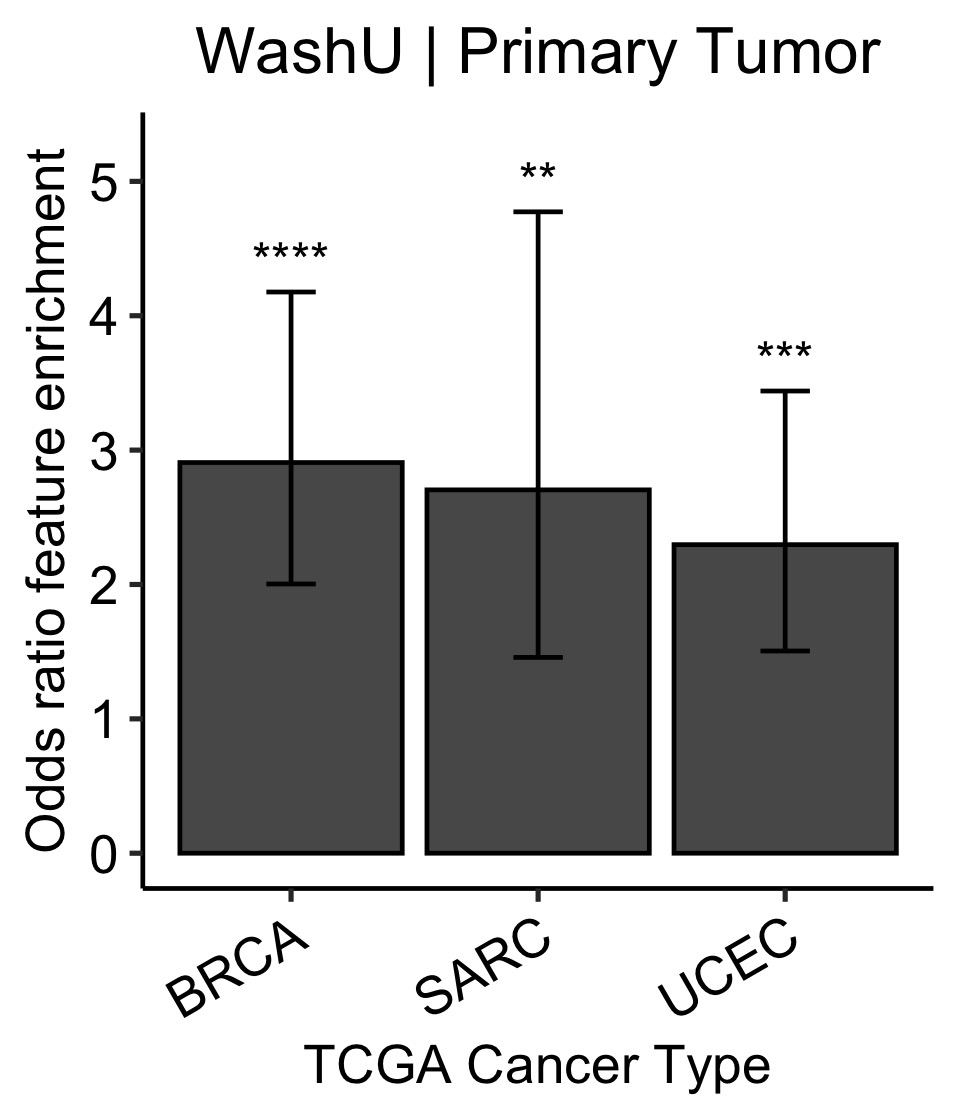 WashU | Primary Tumor
Odds ratio feature enrichment
5
4
3
2
1
0
****
**
***
BRCA
SARC
UCEC
TCGA Cancer Type